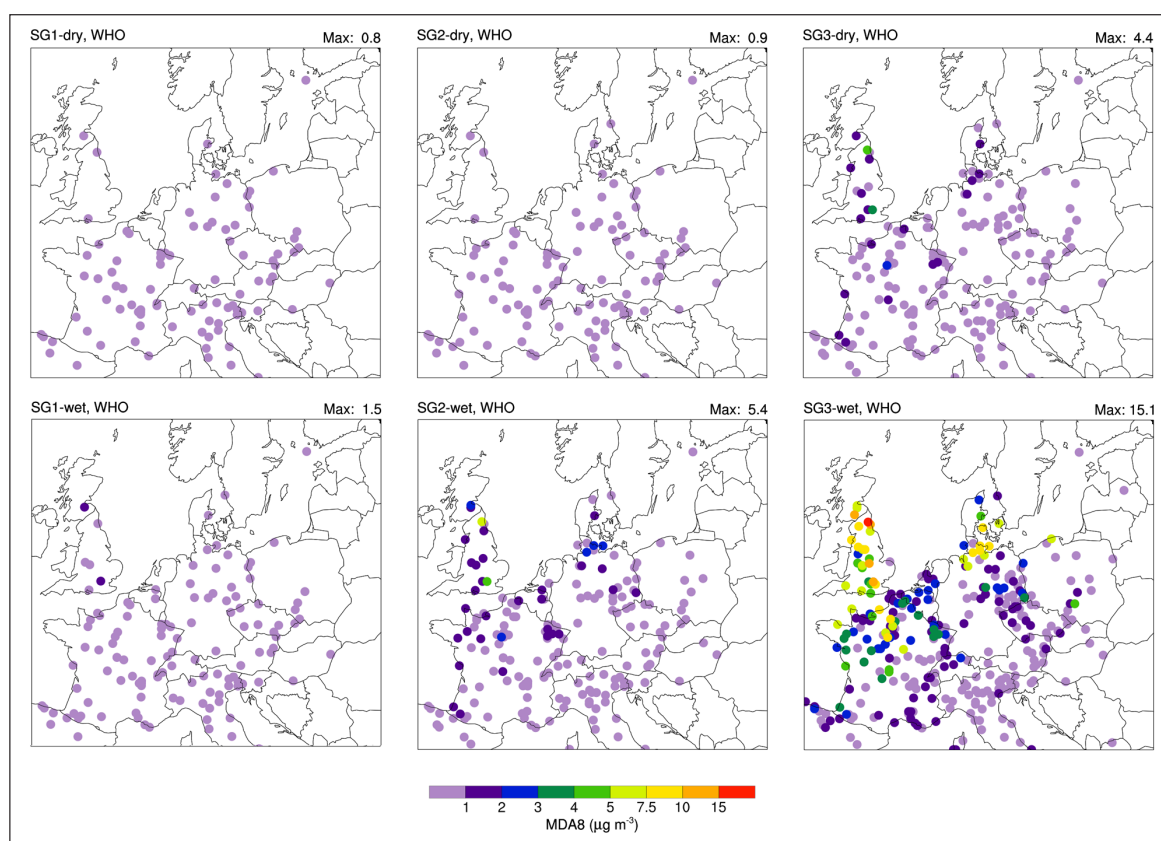 SG1-dry, WHO Max: 0.8
SG2-dry, WHO Max: 0.9
SG3-dry, WHO Max: 4.4
SG1-wet, WHO Max: 1.5
SG2-wet, WHO Max: 5.4
SG3-wet, WHO Max: 15.1
1 2 3 4 5 7.5 10 15
MDA8 (μg m⁻³)